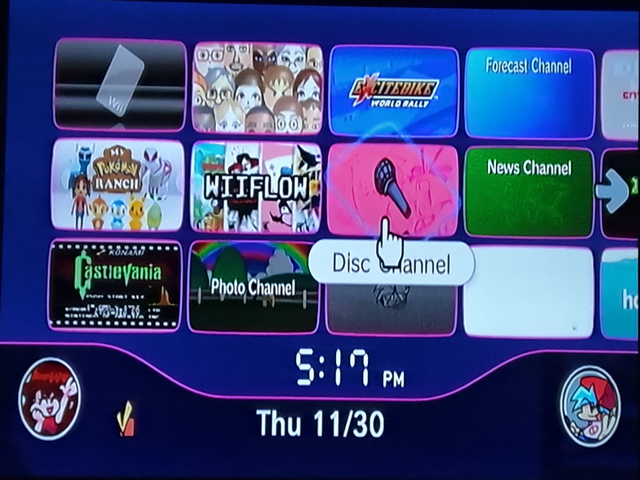 Wii
EXCITEBIKE
WORLD RALLY
Forecast Channel
MY
POKéMON
RANCH
WIIFLOW
News Channel
KONAMI
Castlevania
Photo Channel
Disc Channel
5:17 PM
Thu 11/30